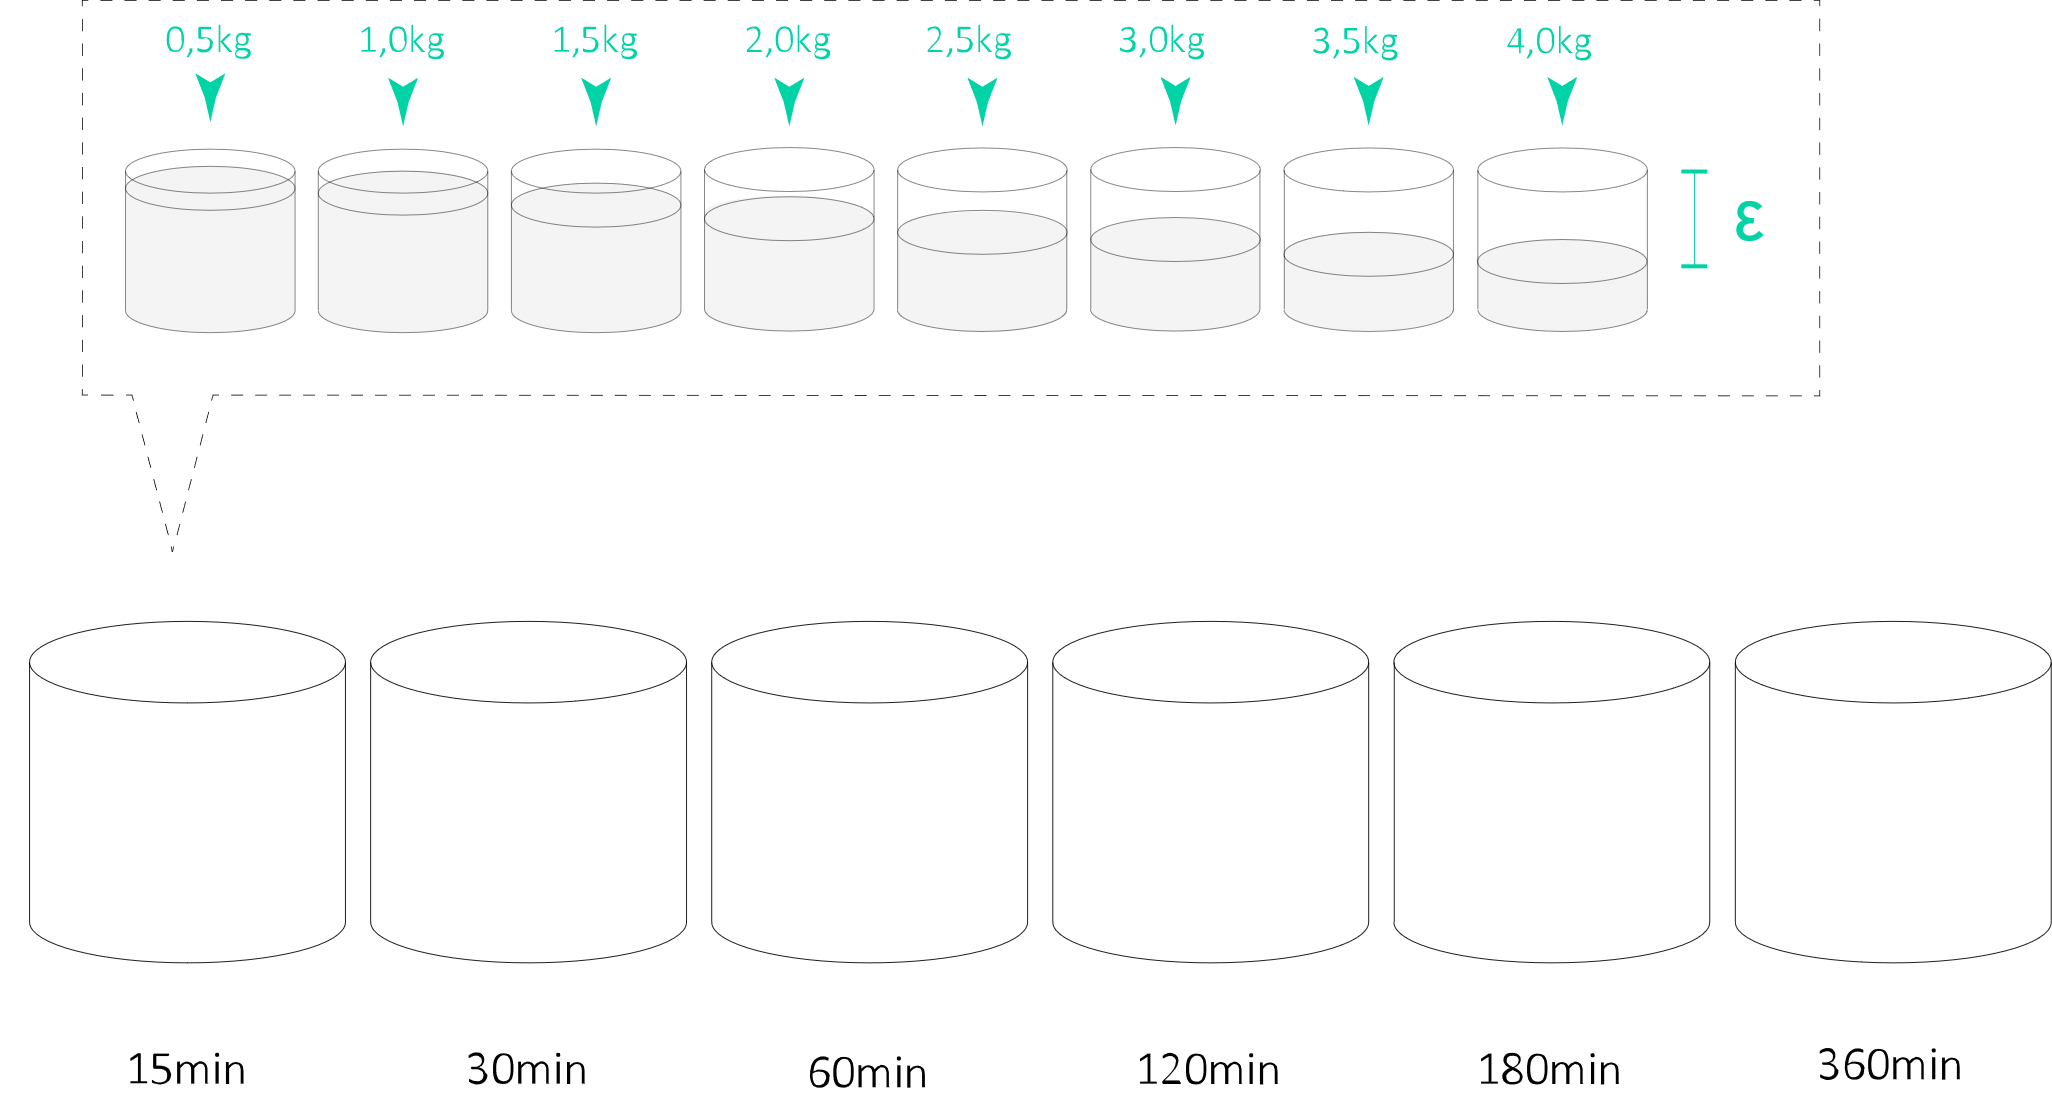 0,5kg 1,0kg 1,5kg 2,0kg 2,5kg 3,0kg 3,5kg 4,0kg
ε
15min 30min 60min 120min 180min 360min